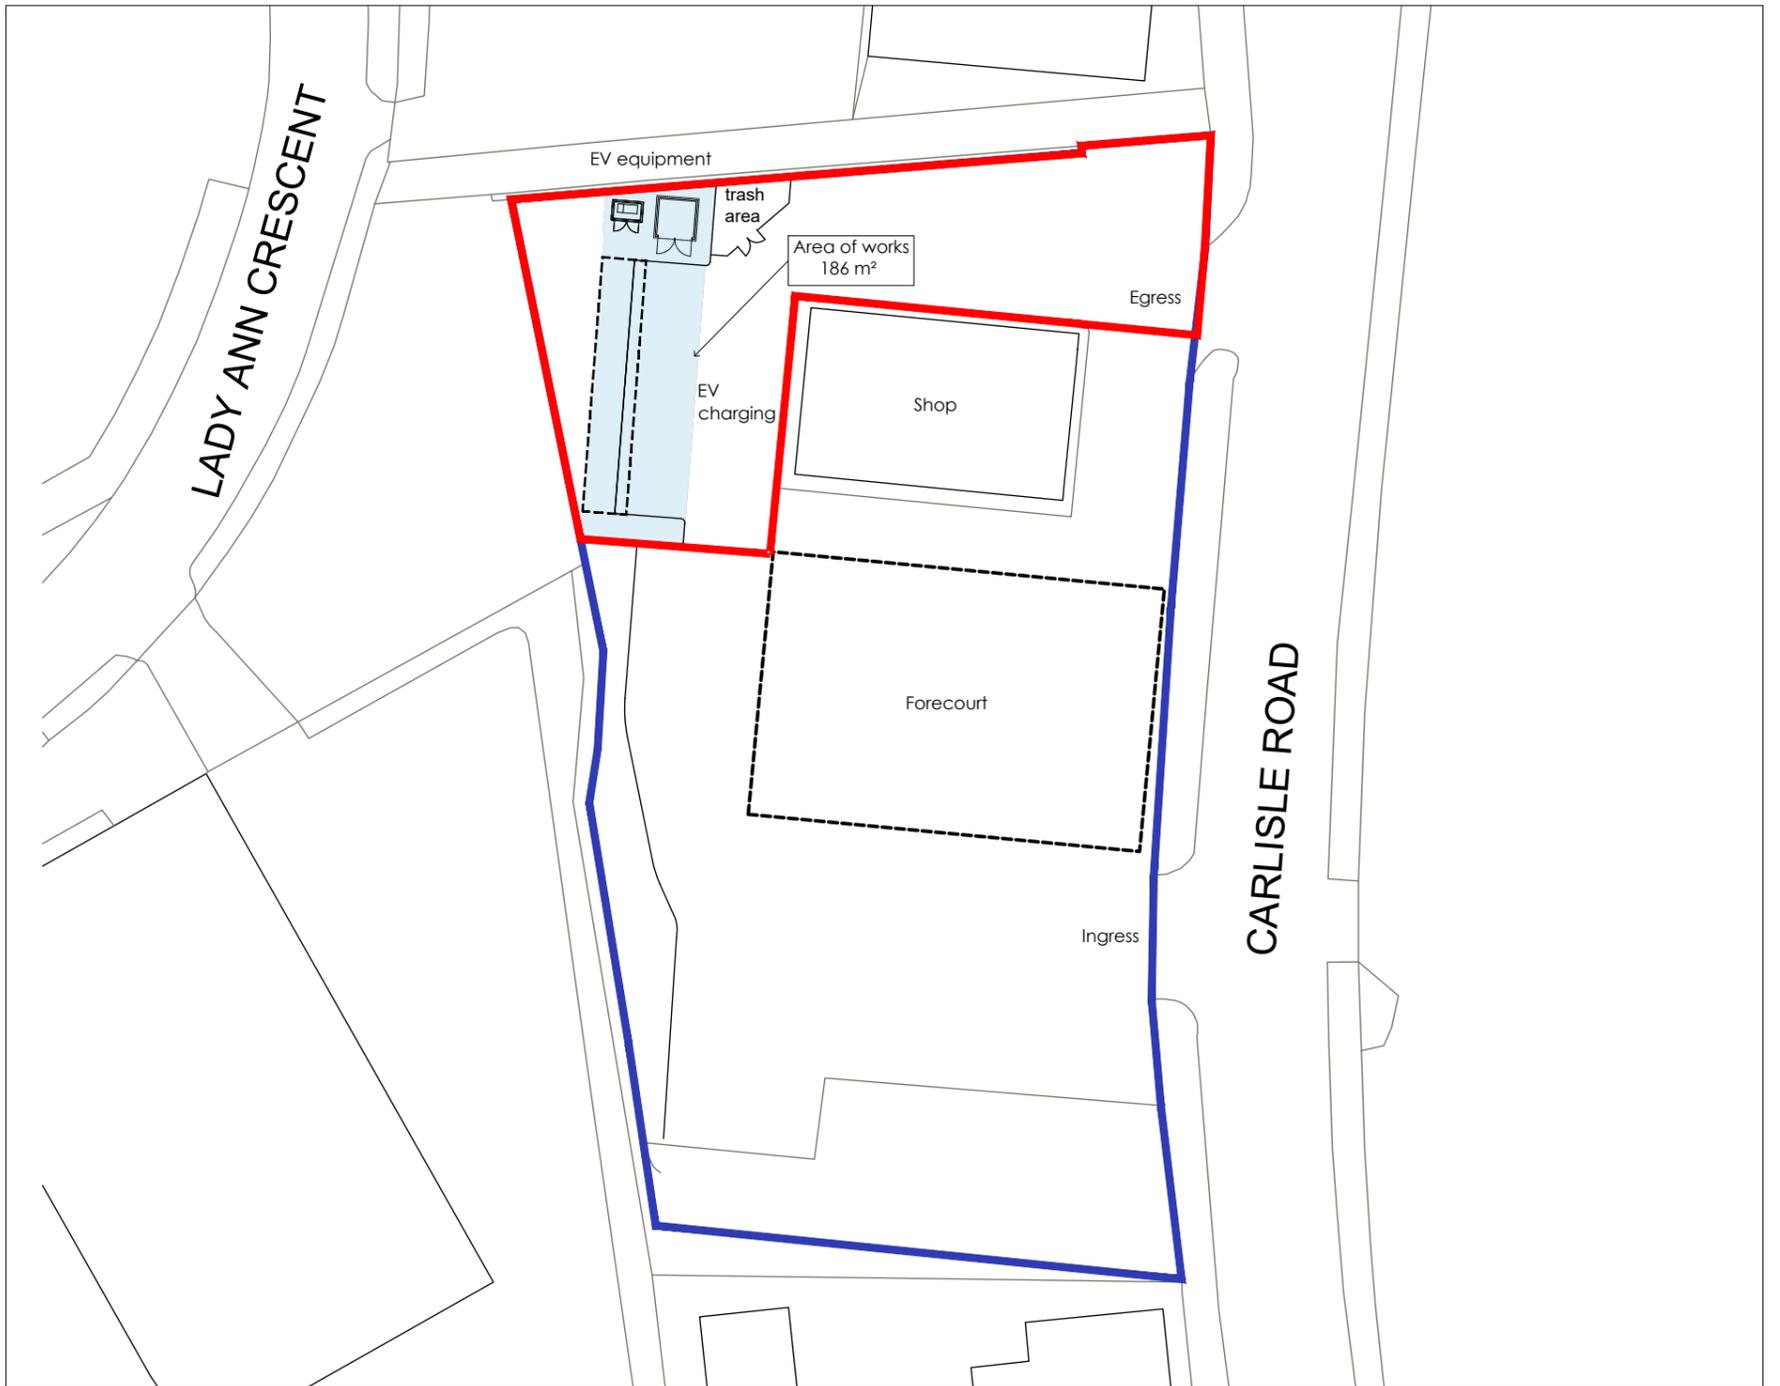 LADY ANN CRESCENT
EV equipment
trash
area
Area of works
186 m²
Egress
EV
charging
Shop
Forecourt
CARLISLE ROAD
Ingress